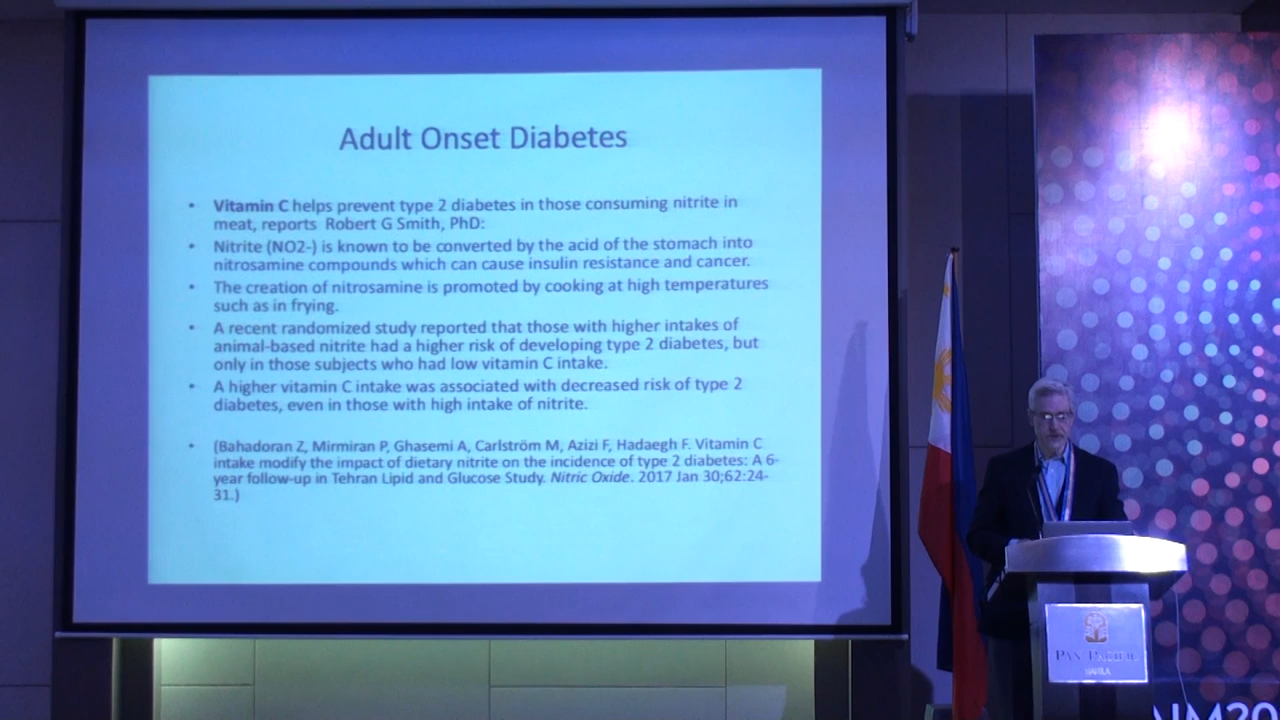 Adult Onset Diabetes
• Vitamin C helps prevent type 2 diabetes in those consuming nitrite in
meat, reports Robert G Smith, PhD:
• Nitrite (NO2-) is known to be converted by the acid of the stomach into
nitrosamine compounds which can cause insulin resistance and cancer.
• The creation of nitrosamine is promoted by cooking at high temperatures
such as in frying.
• A recent randomized study reported that those with higher intakes of
animal-based nitrite had a higher risk of developing type 2 diabetes, but
only in those subjects who had low vitamin C intake.
• A higher vitamin C intake was associated with decreased risk of type 2
diabetes, even in those with high intake of nitrite.
• (Bahadoran Z, Mirmiran P, Ghasemi A, Carlström M, Azizi F, Hadaegh F. Vitamin C
intake modify the impact of dietary nitrite on the incidence of type 2 diabetes: A 6-
year follow-up in Tehran Lipid and Glucose Study. Nitric Oxide. 2017 Jan 30;62:24-
31.)
PAN PACIFIC
MANILA